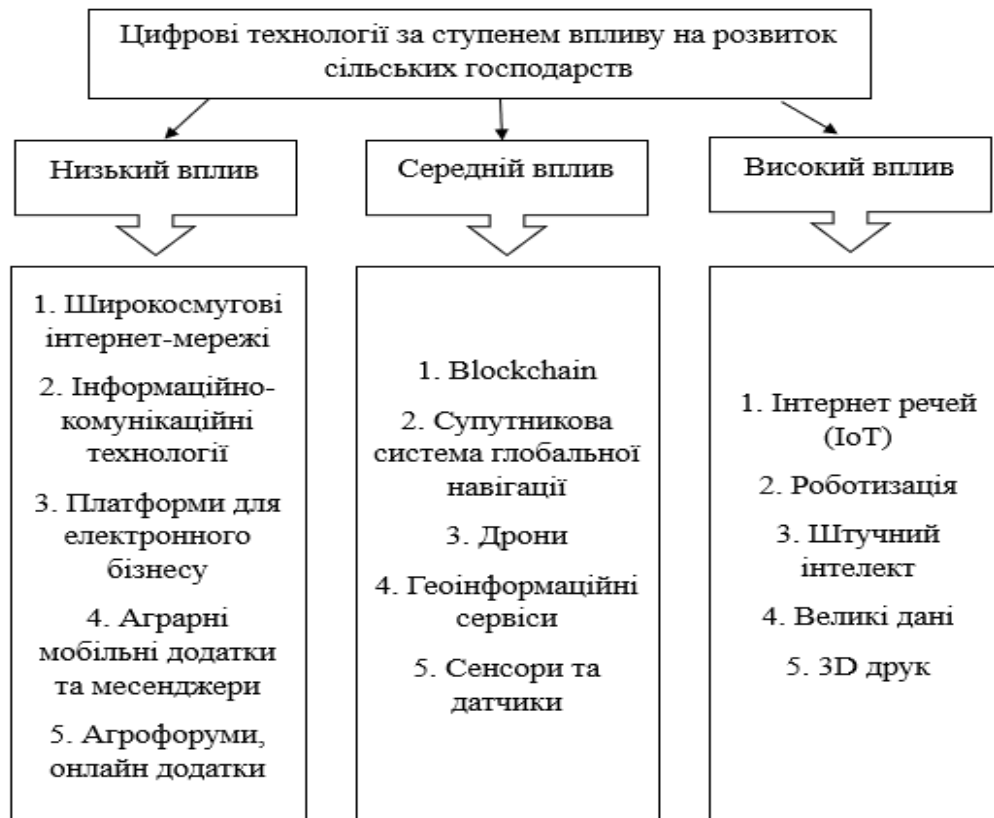 Цифрові технології за ступенем впливу на розвиток
сільських господарств
Низький вплив
Середній вплив
Високий вплив
1. Широкосмугові
інтернет-мережі
2. Інформаційно-
комунікаційні
технології
3. Платформи для
електронного
бізнесу
4. Аграрні
мобільні додатки
та месенджери
5. Агрофоруми,
онлайн додатки
1. Blockchain
2. Супутникова
система глобальної
навігації
3. Дрони
4. Геоінформаційні
сервіси
5. Сенсори та
датчики
1. Інтернет речей
(IoT)
2. Роботизація
3. Штучний
інтелект
4. Великі дані
5. 3D друк